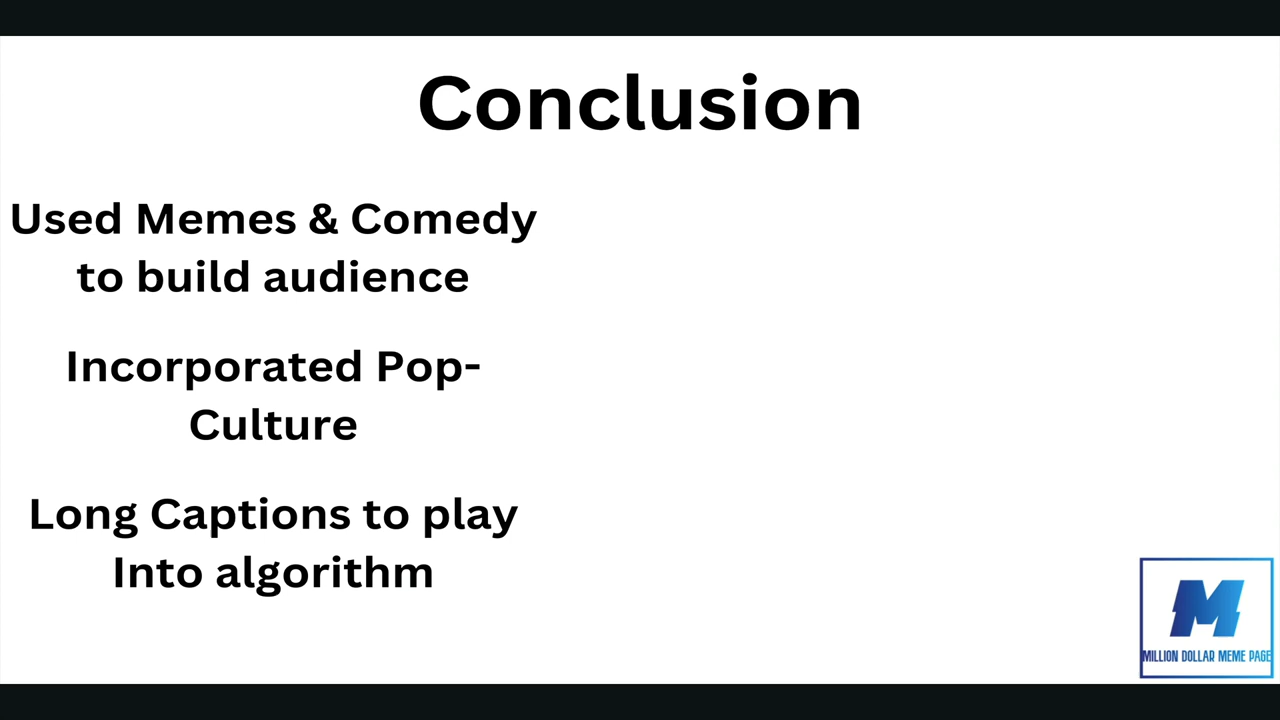 Conclusion
Used Memes & Comedy
to build audience
Incorporated Pop-
Culture
Long Captions to play
Into algorithm
M
MILLION DOLLAR MEME PAGE